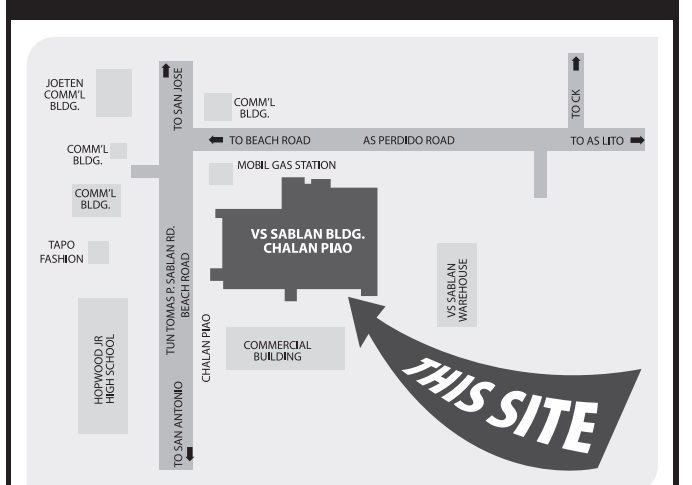 JOETEN
COMM'L
BLDG.
TO SAN JOSE
COMM'L
BLDG.
TO CK
TO BEACH ROAD
AS PERDIDO ROAD
TO AS LITO
COMM'L
BLDG.
MOBIL GAS STATION
COMM'L
BLDG.
VS SABLAN BLDG.
CHALAN PIAO
TAPO
FASHION
TUN TOMAS P. SABLAN RD.
BEACH ROAD
VS SABLAN
WAREHOUSE
CHALAN PIAO
COMMERCIAL
BUILDING
HOPWOOD JR
HIGH SCHOOL
THIS SITE
TO SAN ANTONIO